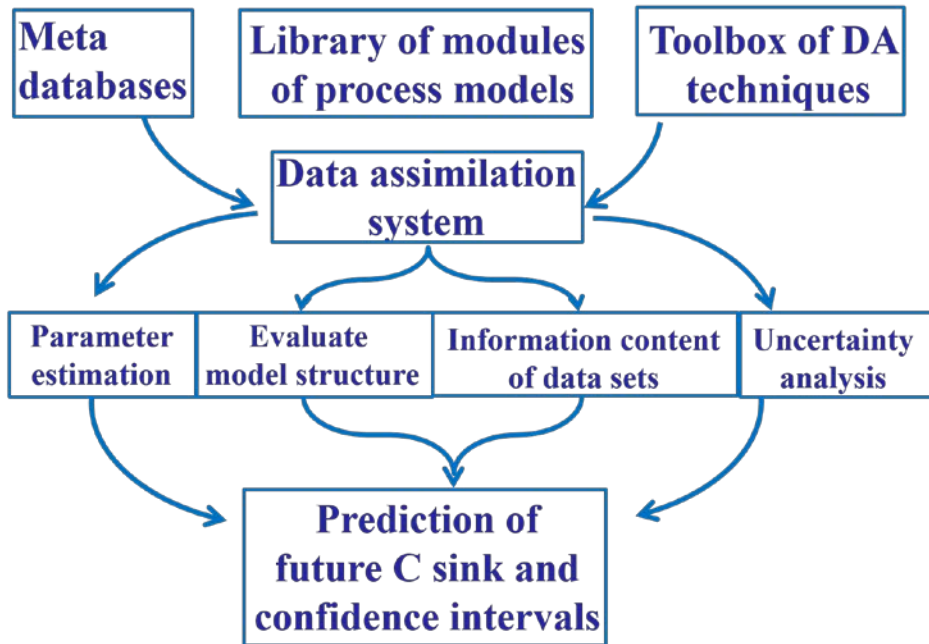 Meta
databases
Library of modules
of process models
Toolbox of DA
techniques
Data assimilation
system
Parameter
estimation
Evaluate
model structure
Information content
of data sets
Uncertainty
analysis
Prediction of
future C sink and
confidence intervals